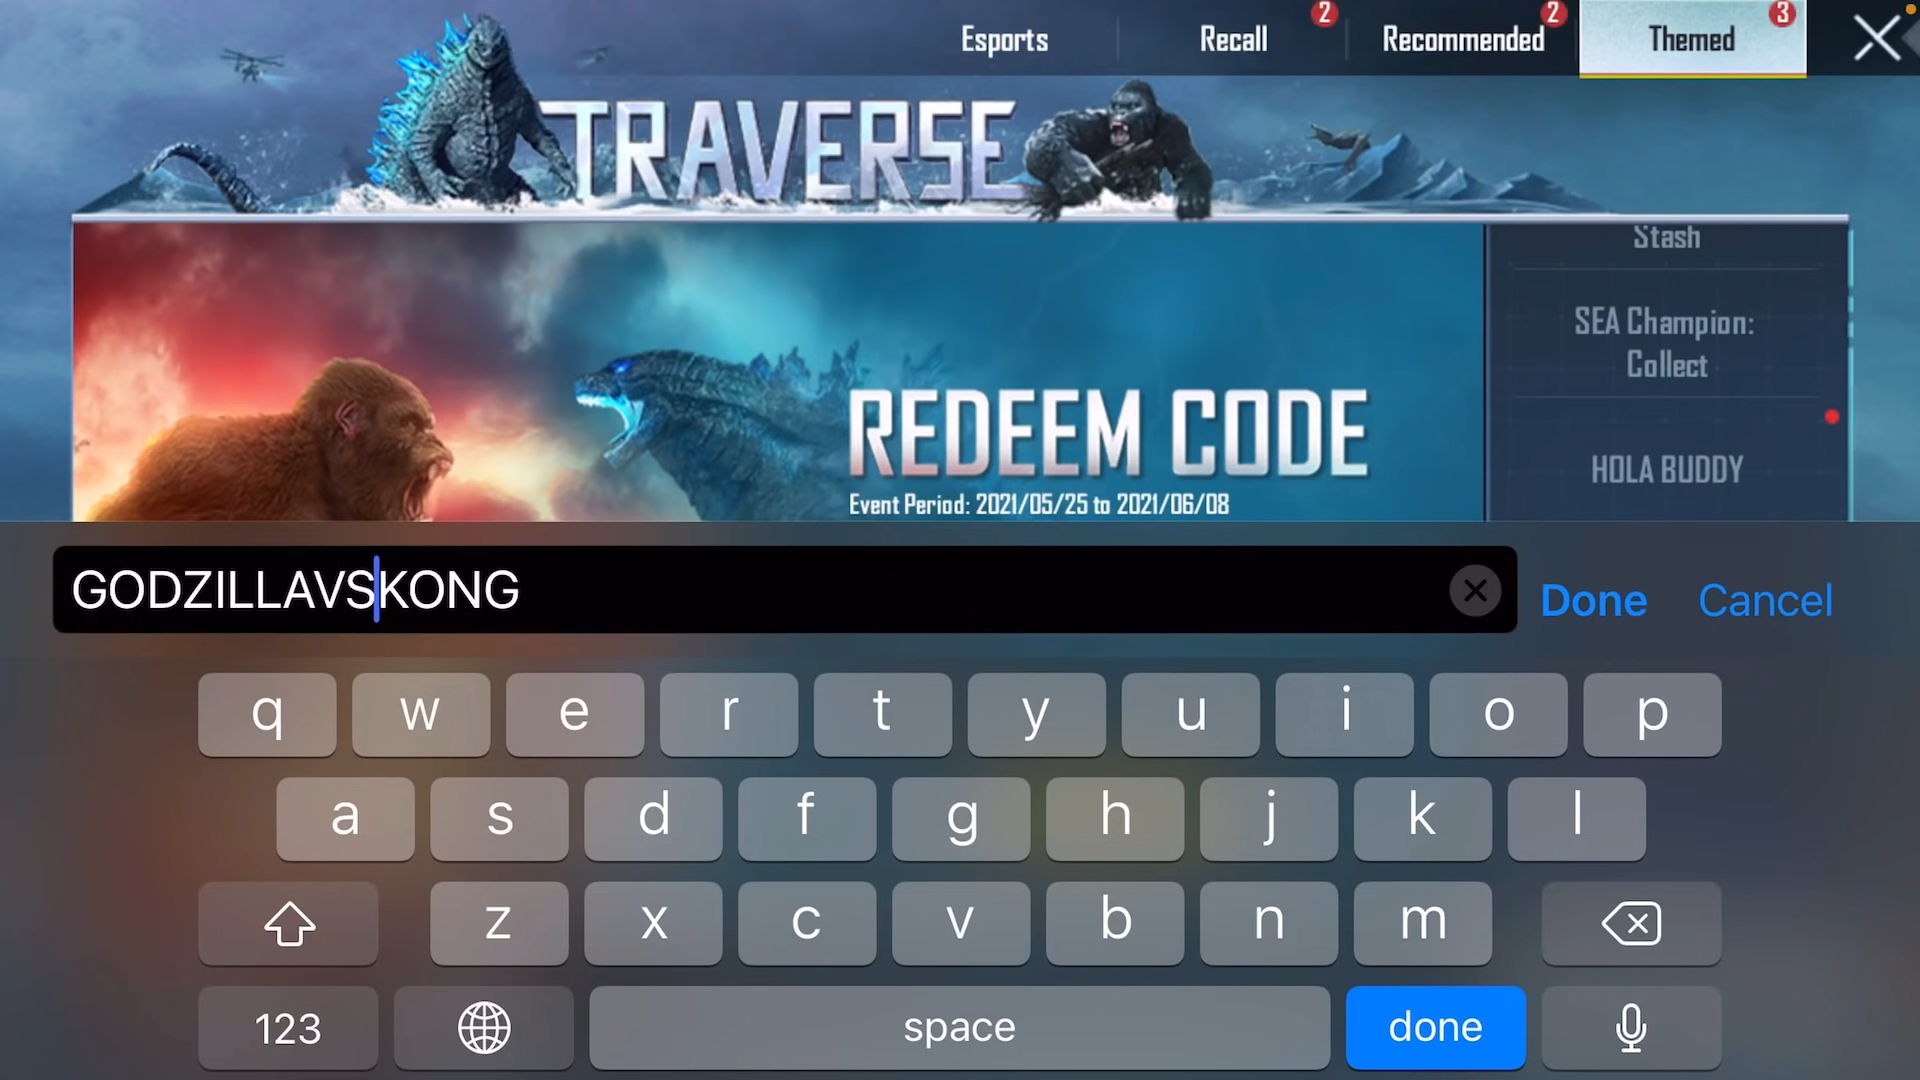 Esports
Recall
2
Recommended
2
Themed
3
TRAVERSE
Stash
SEA Champion:
Collect
HOLA BUDDY
REDEEM CODE
Event Period: 2021/05/25 to 2021/06/08
GODZILLAVSKONG
Done
Cancel
q w e r t y u i o p
a s d f g h j k l
z x c v b n m
123
space
done